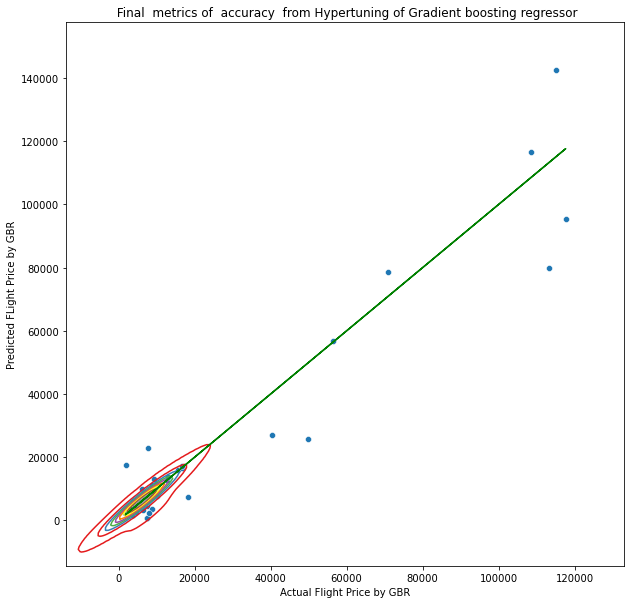 Final  metrics of  accuracy  from Hypertuning of Gradient boosting regressor
140000
120000
100000
80000
60000
40000
20000
0
Predicted FLight Price by GBR
0 20000 40000 60000 80000 100000 120000
Actual Flight Price by GBR